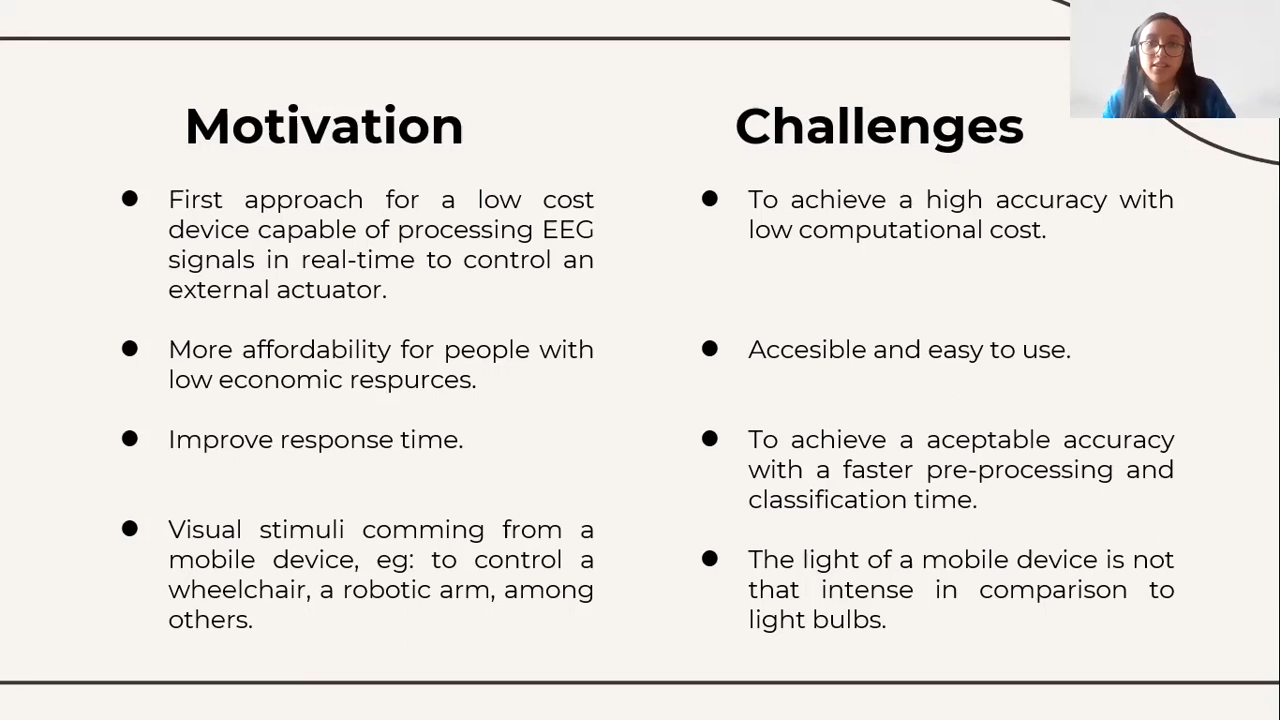 Motivation
● First approach for a low cost
device capable of processing EEG
signals in real-time to control an
external actuator.
● More affordability for people with
low economic respurces.
● Improve response time.
● Visual stimuli comming from a
mobile device, eg: to control a
wheelchair, a robotic arm, among
others.
Challenges
● To achieve a high accuracy with
low computational cost.
● Accesible and easy to use.
● To achieve a aceptable accuracy
with a faster pre-processing and
classification time.
● The light of a mobile device is not
that intense in comparison to
light bulbs.